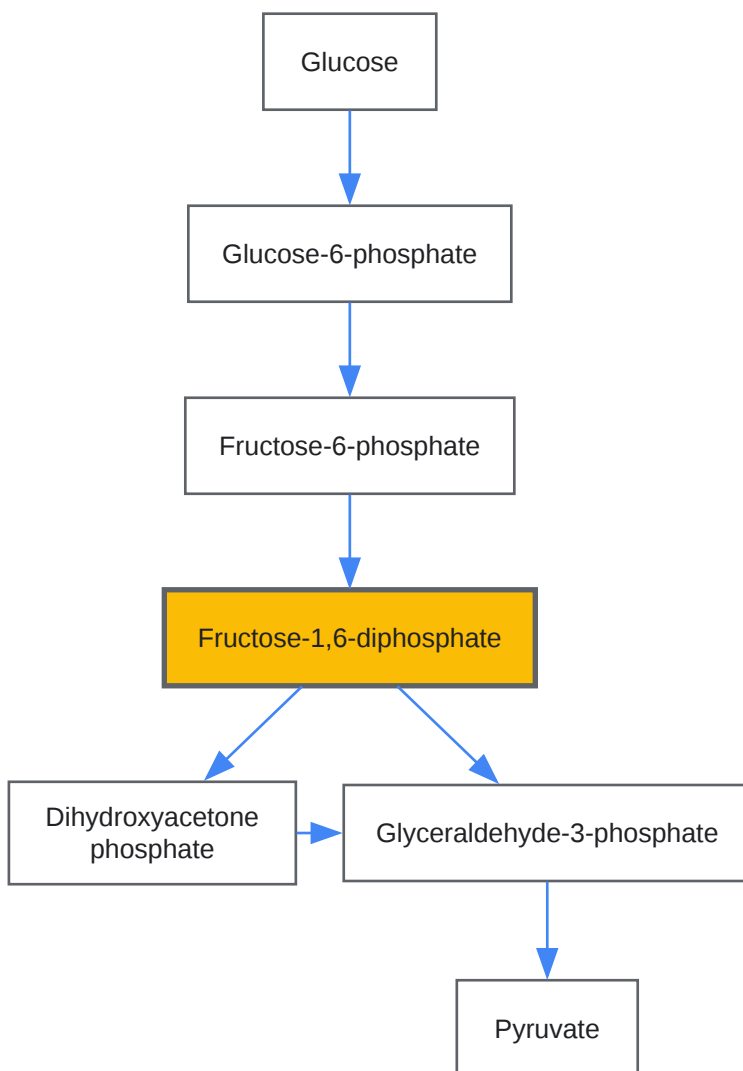 Glucose
Glucose-6-phosphate
Fructose-6-phosphate
Fructose-1,6-diphosphate
Dihydroxyacetone
phosphate
Glyceraldehyde-3-phosphate
Pyruvate